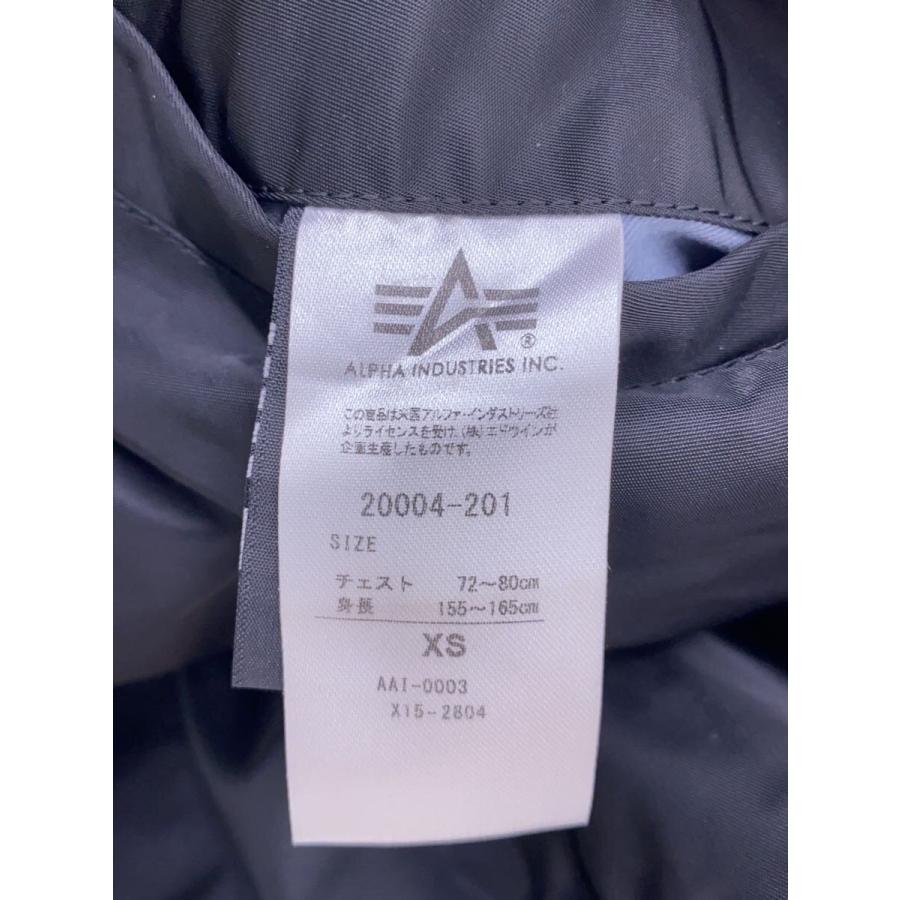 ALPHA INDUSTRIES INC.
®
この商品は米国アルファ・インダストリーズ社
よりライセンスを受け、(株)エドウインが
企画生産したものです。
20004-201
SIZE
チェスト 72～80cm
身長 155～165cm
XS
AAI-0003
X15-2804